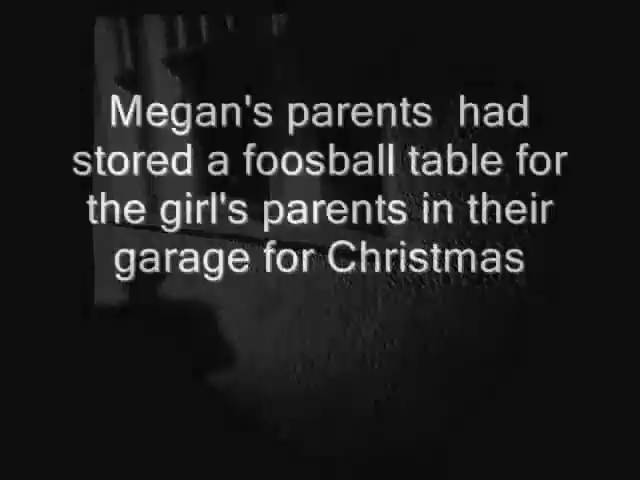 Megan's parents  had
stored a foosball table for
the girl's parents in their
garage for Christmas